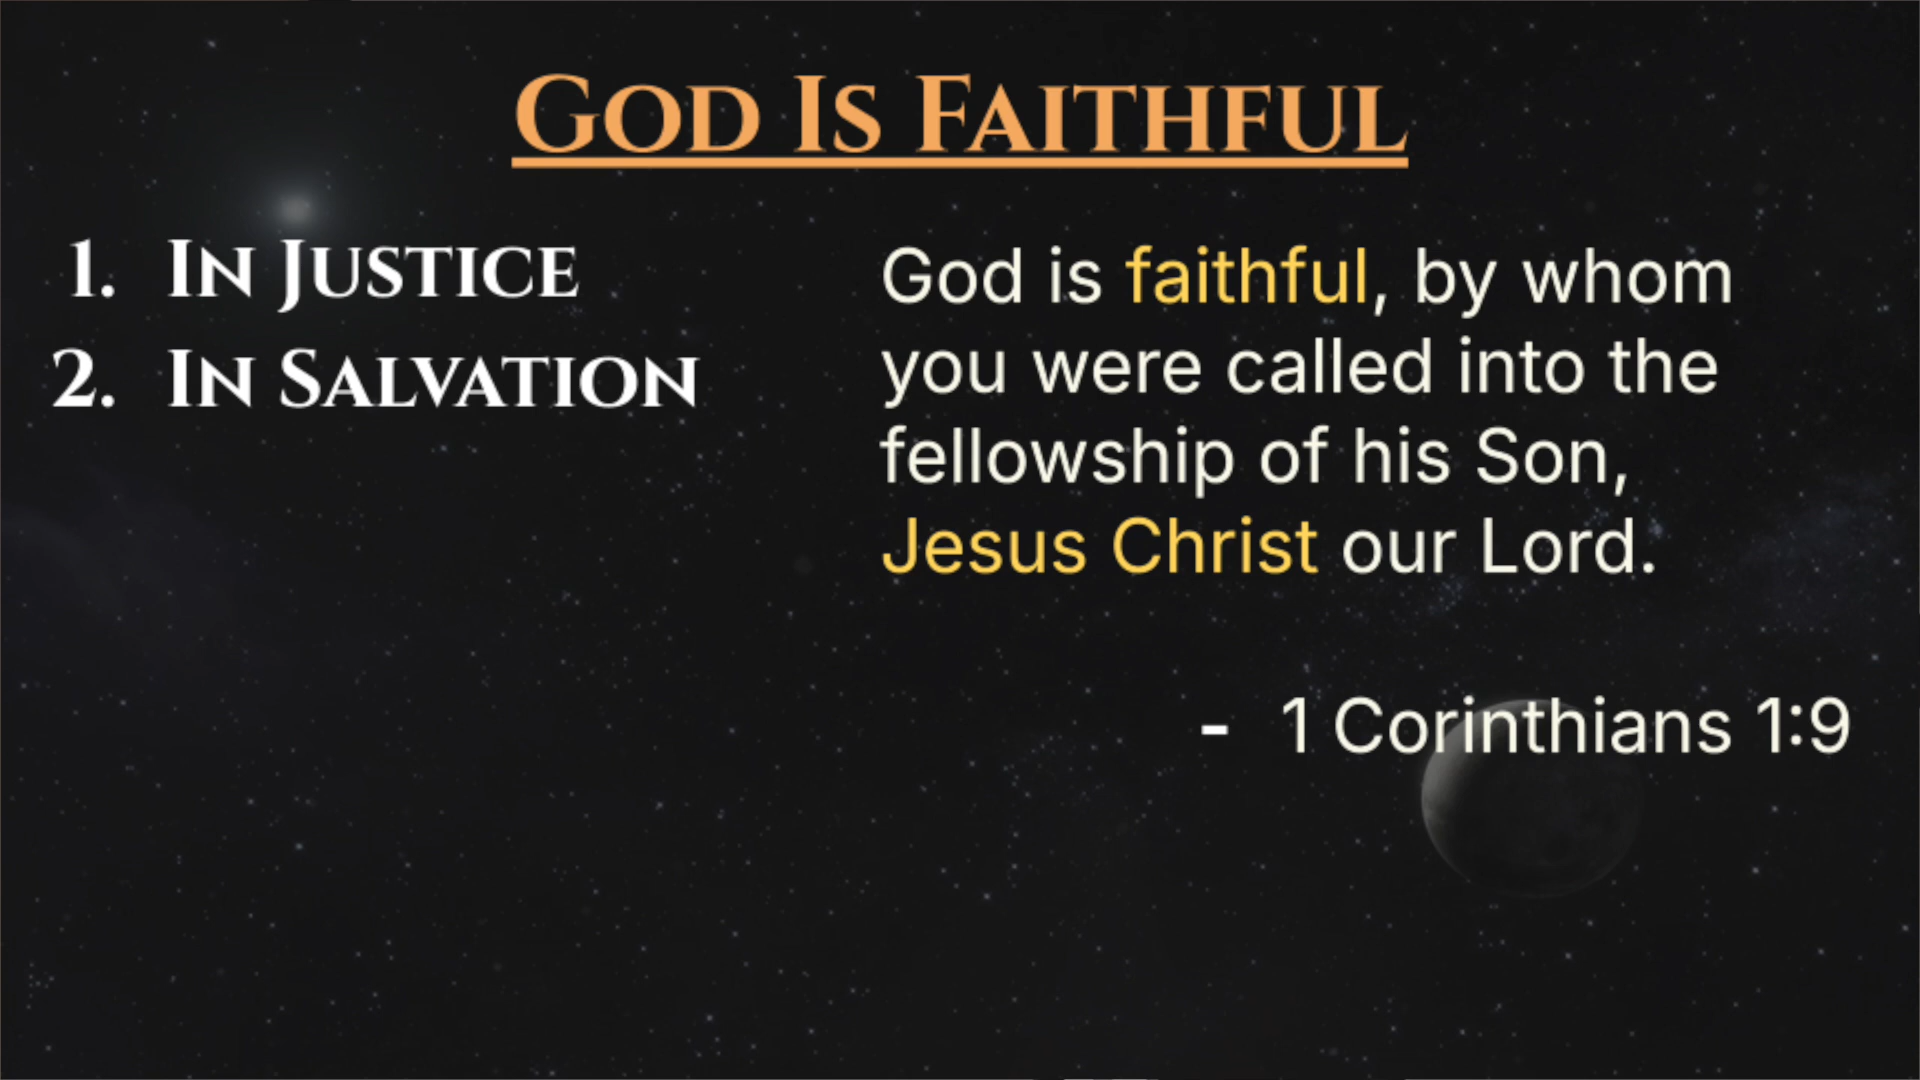 God Is Faithful
1. In Justice
2. In Salvation
God is faithful, by whom
you were called into the
fellowship of his Son,
Jesus Christ our Lord.
- 1 Corinthians 1:9